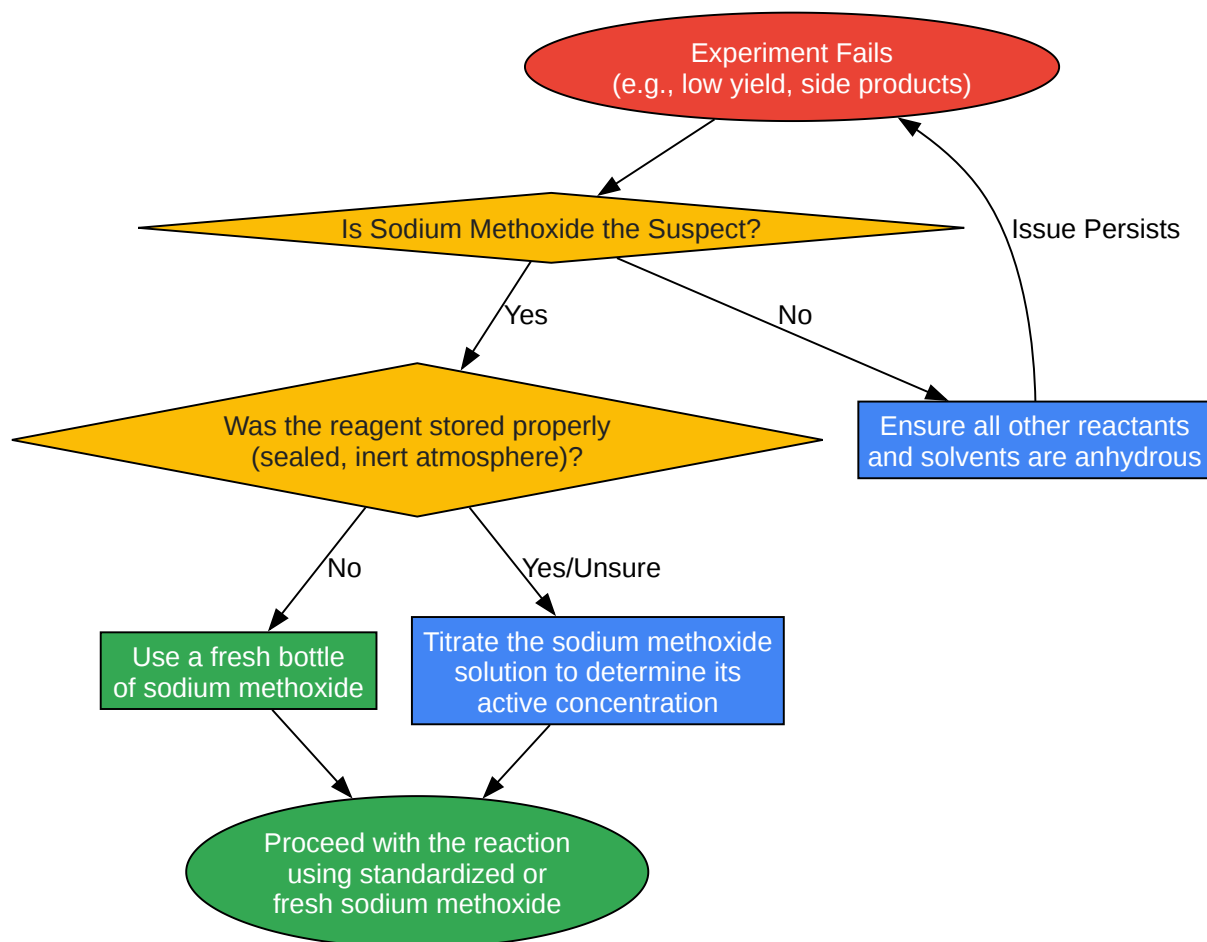 Experiment Fails
(e.g., low yield, side products)
Is Sodium Methoxide the Suspect?
Issue Persists
Yes
No
Was the reagent stored properly
(sealed, inert atmosphere)?
Ensure all other reactants
and solvents are anhydrous
No
Yes/Unsure
Use a fresh bottle
of sodium methoxide
Titrate the sodium methoxide
solution to determine its
active concentration
Proceed with the reaction
using standardized or
fresh sodium methoxide